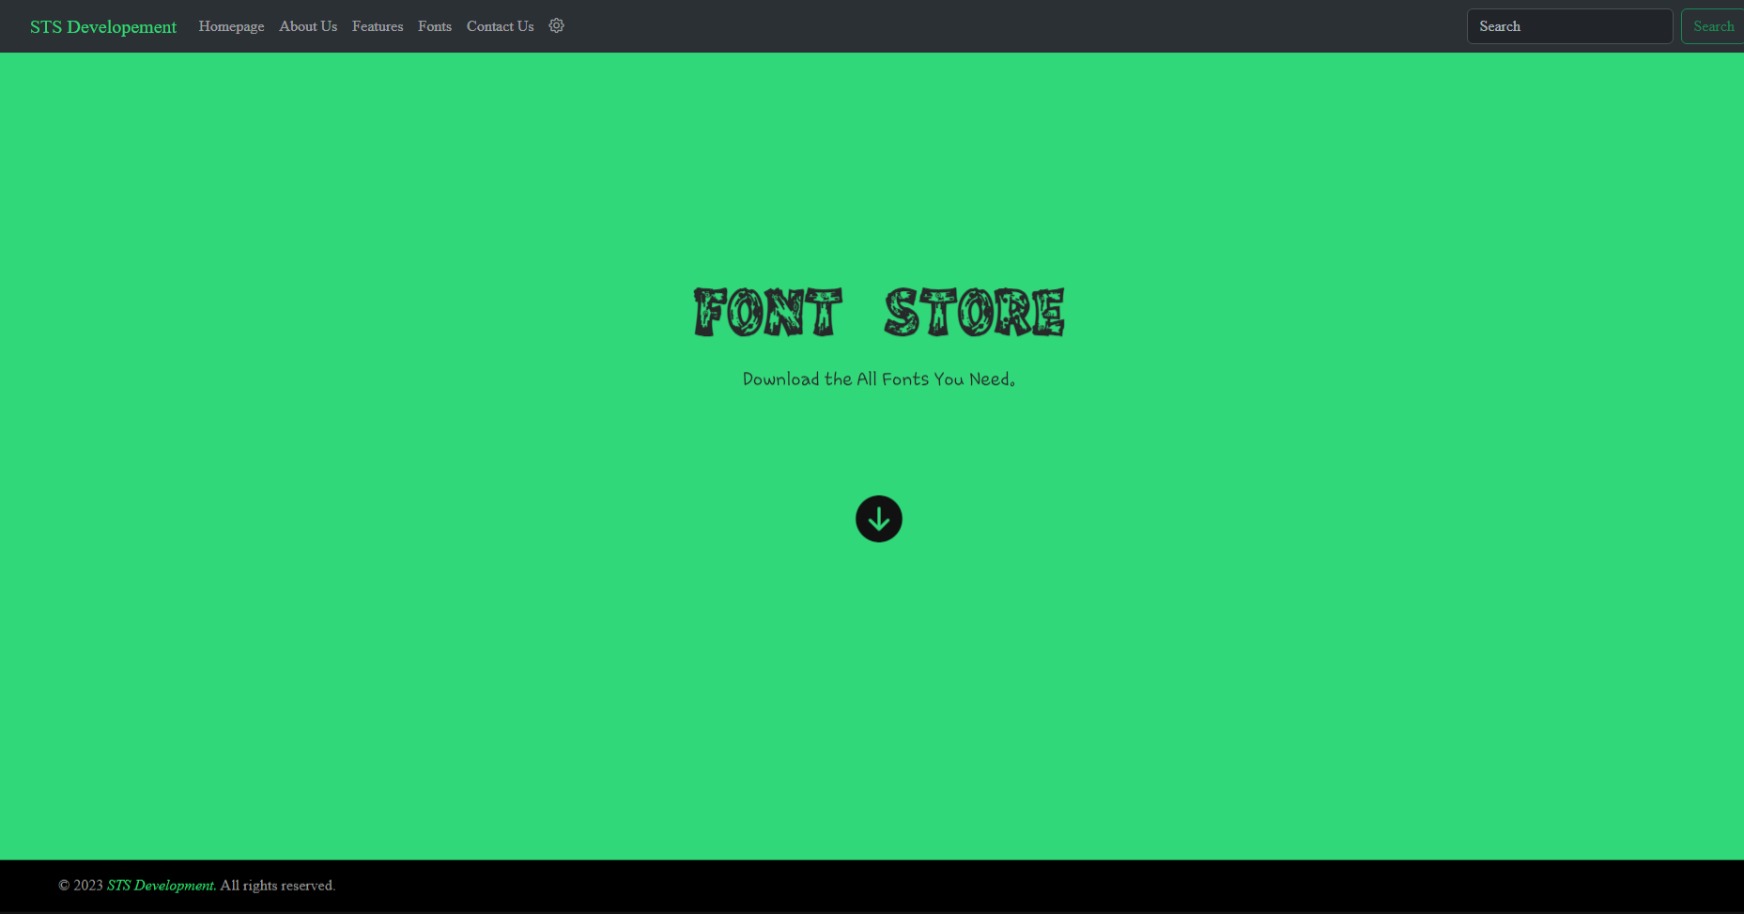 STS Developement Homepage About Us Features Fonts Contact Us Search Search
FONT STORE
Download the All Fonts You Need.
© 2023 STS Development. All rights reserved.